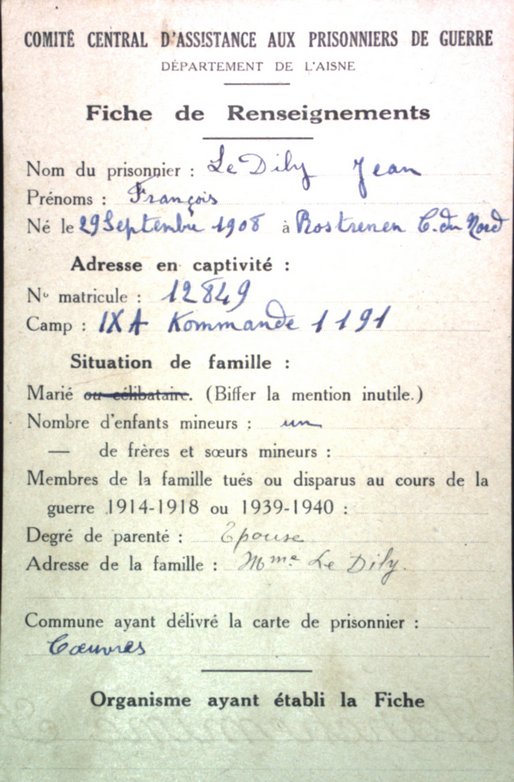 COMITÉ CENTRAL D'ASSISTANCE AUX PRISONNIERS DE GUERRE
DÉPARTEMENT DE L'AISNE
Fiche de Renseignements
Nom du prisonnier : Le Dily Jean
Prénoms : François
Né le 29 Septembre 1908 à Rostrenen C. du Nord
Adresse en captivité :
No matricule : 12849
Camp : IX A Kommande 1191
Situation de famille :
Marié ou célibataire. (Biffer la mention inutile.)
Nombre d'enfants mineurs : un
— de frères et sœurs mineurs :
Membres de la famille tués ou disparus au cours de la
guerre 1914-1918 ou 1939-1940 :
Degré de parenté : Epouse
Adresse de la famille : Mme Le Dily.
Commune ayant délivré la carte de prisonnier :
Cœuvres
Organisme ayant établi la Fiche